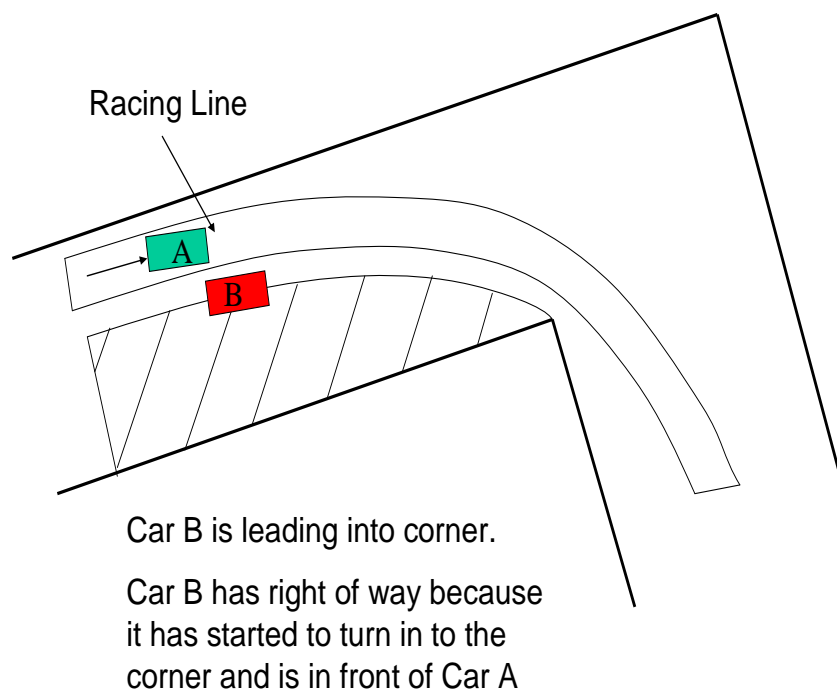 Racing Line
A
B
Car B is leading into corner.
Car B has right of way because
it has started to turn in to the
corner and is in front of Car A